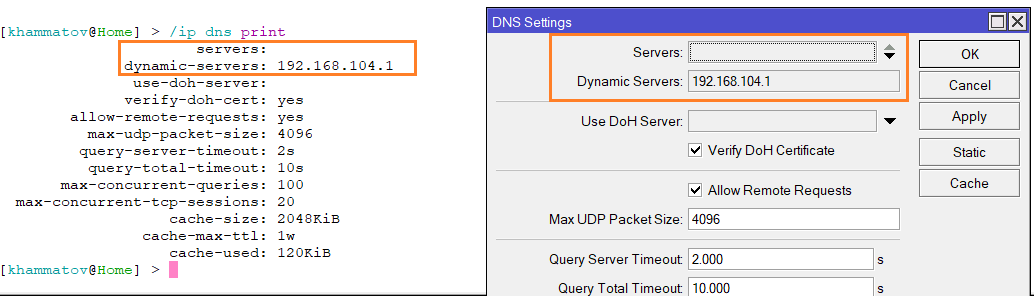 [khammatov@Home] > /ip dns print
servers:
dynamic-servers: 192.168.104.1
use-doh-server:
verify-doh-cert: yes
allow-remote-requests: yes
max-udp-packet-size: 4096
query-server-timeout: 2s
query-total-timeout: 10s
max-concurrent-queries: 100
max-concurrent-tcp-sessions: 20
cache-size: 2048KiB
cache-max-ttl: 1w
cache-used: 120KiB
[khammatov@Home] >
DNS Settings
Servers:
Dynamic Servers: 192.168.104.1
Use DoH Server:
Verify DoH Certificate
Allow Remote Requests
Max UDP Packet Size: 4096
Query Server Timeout: 2.000 s
Query Total Timeout: 10.000 s
OK
Cancel
Apply
Static
Cache